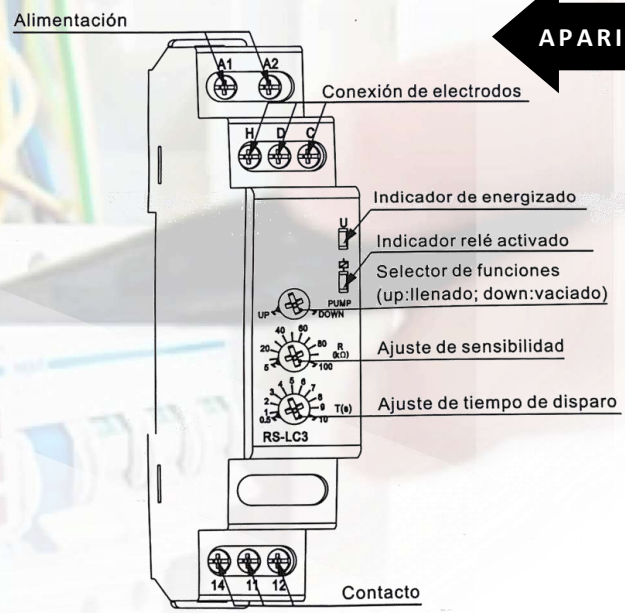 Alimentación
APARI
A1 A2
Conexión de electrodos
H D C
Indicador de energizado
U
Indicador relé activado
Selector de funciones
(up:llenado; down:vaciado)
UP PUMP DOWN
40 60
20 80 R
5 100 (kΩ)
Ajuste de sensibilidad
4 5 6
3 7
2 8
1 9 T(s)
0.5 10
Ajuste de tiempo de disparo
RS-LC3
14 11 12
Contacto